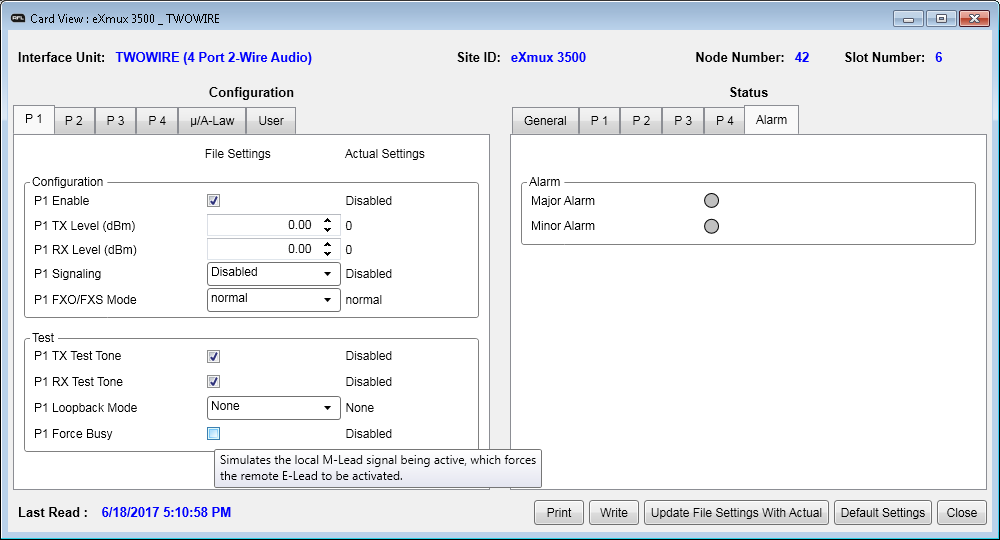 AFL Card View : eXmux 3500 _ TWOWIRE
Interface Unit: TWOWIRE (4 Port 2-Wire Audio) Site ID: eXmux 3500 Node Number: 42 Slot Number: 6
Configuration
P 1 P 2 P 3 P 4 µ/A-Law User
File Settings Actual Settings
Configuration
P1 Enable Disabled
P1 TX Level (dBm) 0.00 0
P1 RX Level (dBm) 0.00 0
P1 Signaling Disabled Disabled
P1 FXO/FXS Mode normal normal
Test
P1 TX Test Tone Disabled
P1 RX Test Tone Disabled
P1 Loopback Mode None None
P1 Force Busy Disabled
Simulates the local M-Lead signal being active, which forces
the remote E-Lead to be activated.
Status
General P 1 P 2 P 3 P 4 Alarm
Alarm
Major Alarm
Minor Alarm
Last Read : 6/18/2017 5:10:58 PM
Print Write Update File Settings With Actual Default Settings Close